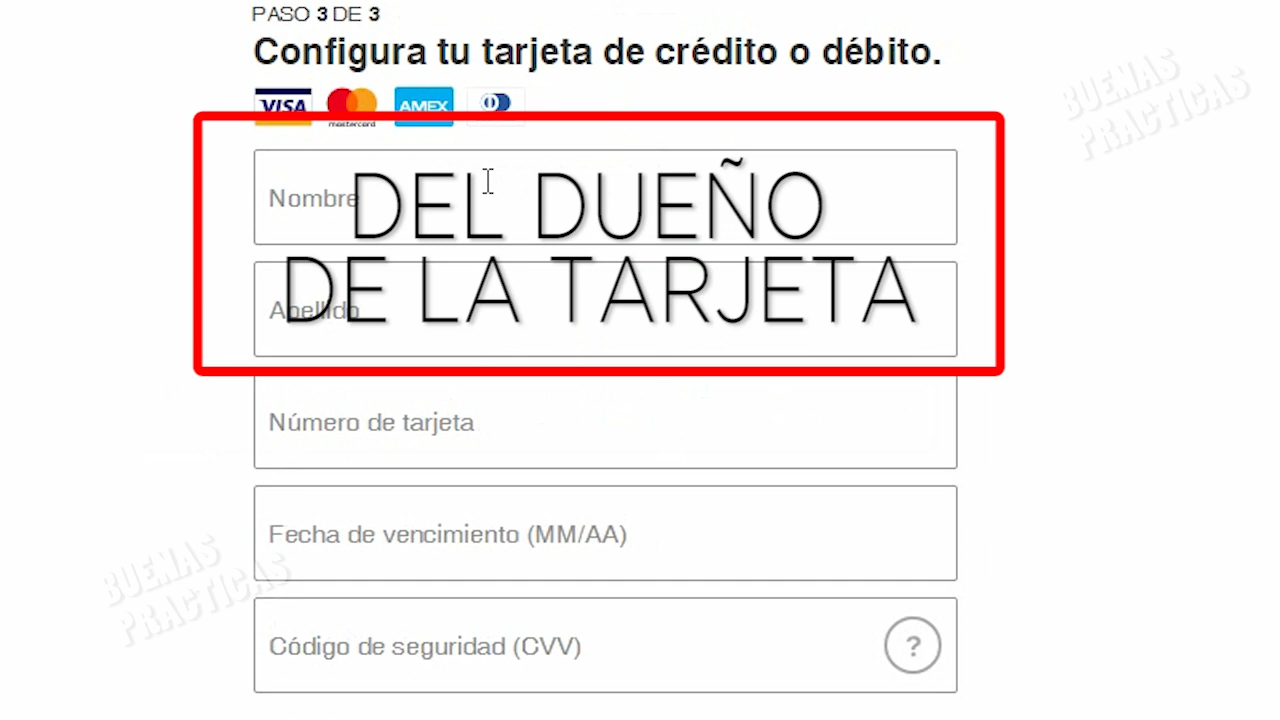 PASO 3 DE 3
Configura tu tarjeta de crédito o débito.
VISA mastercard AMEX
BUENAS
PRACTICAS
Nombre
DEL DUEÑO
Apellido
DE LA TARJETA
Número de tarjeta
Fecha de vencimiento (MM/AA)
BUENAS
PRACTICAS
Código de seguridad (CVV) ?